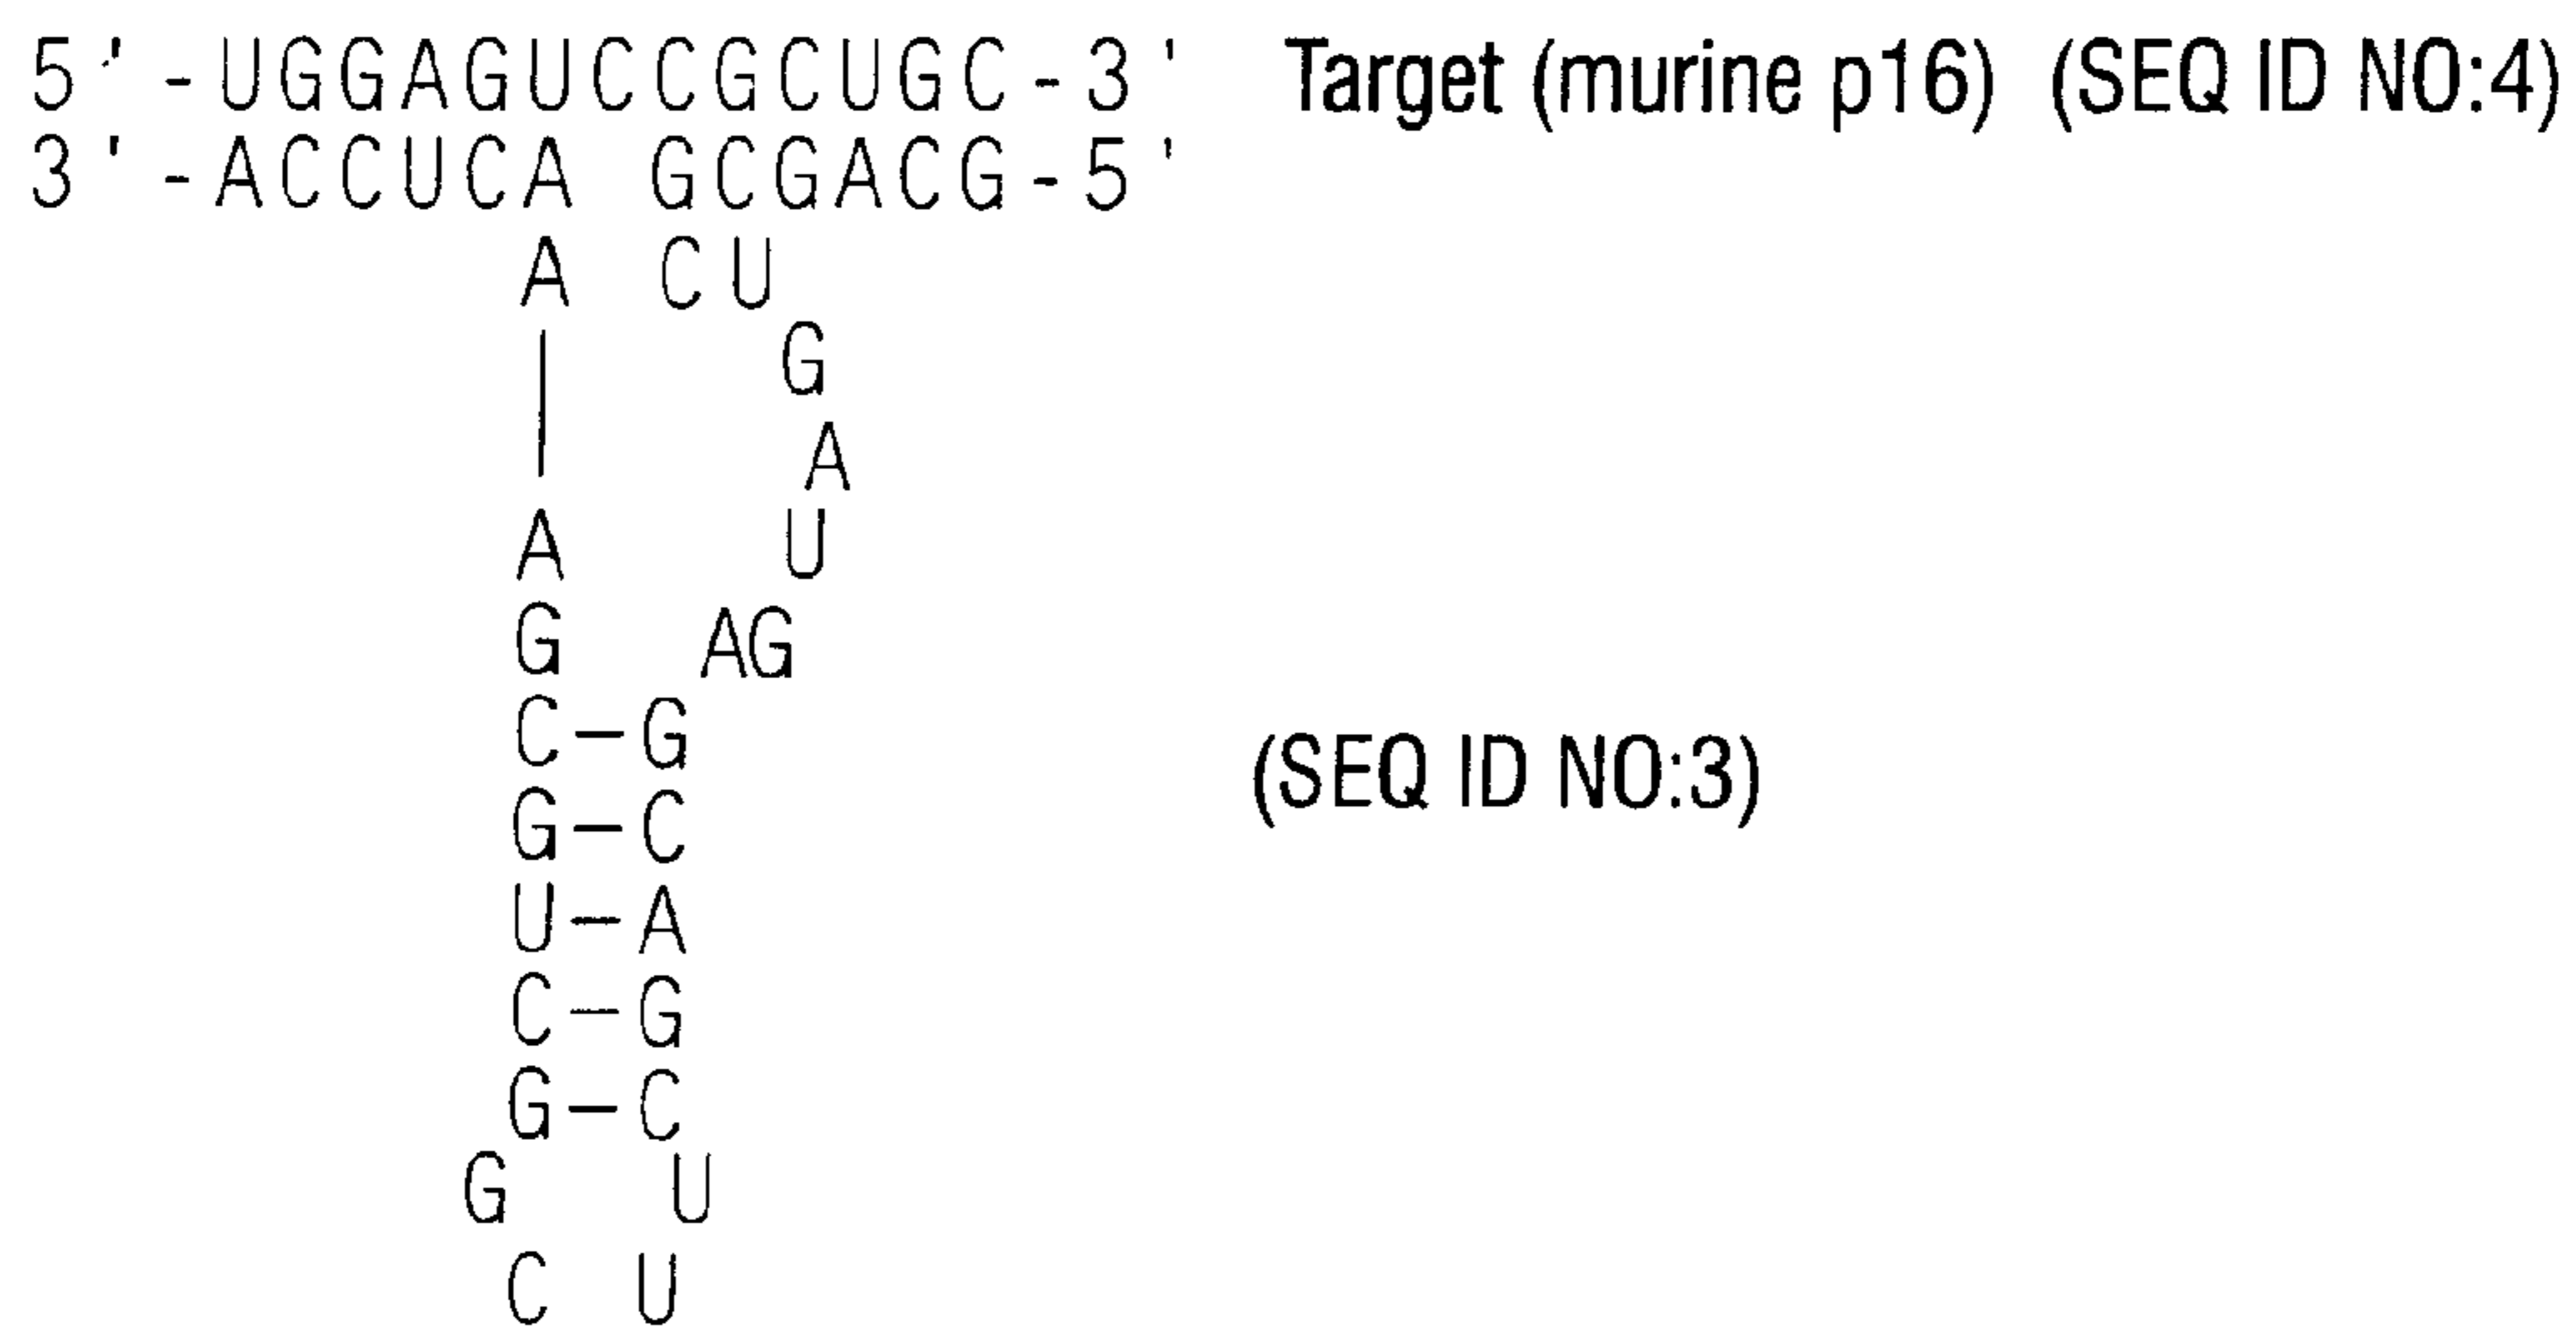 5' - UGGAGUCCGCUGC - 3' Target (murine p16) (SEQ ID NO:4)
3' - ACCUCA GCGACG - 5'
A CU
G
A
A U
G AG
C – G
G – C (SEQ ID NO:3)
U – A
C – G
G – C
G U
C U